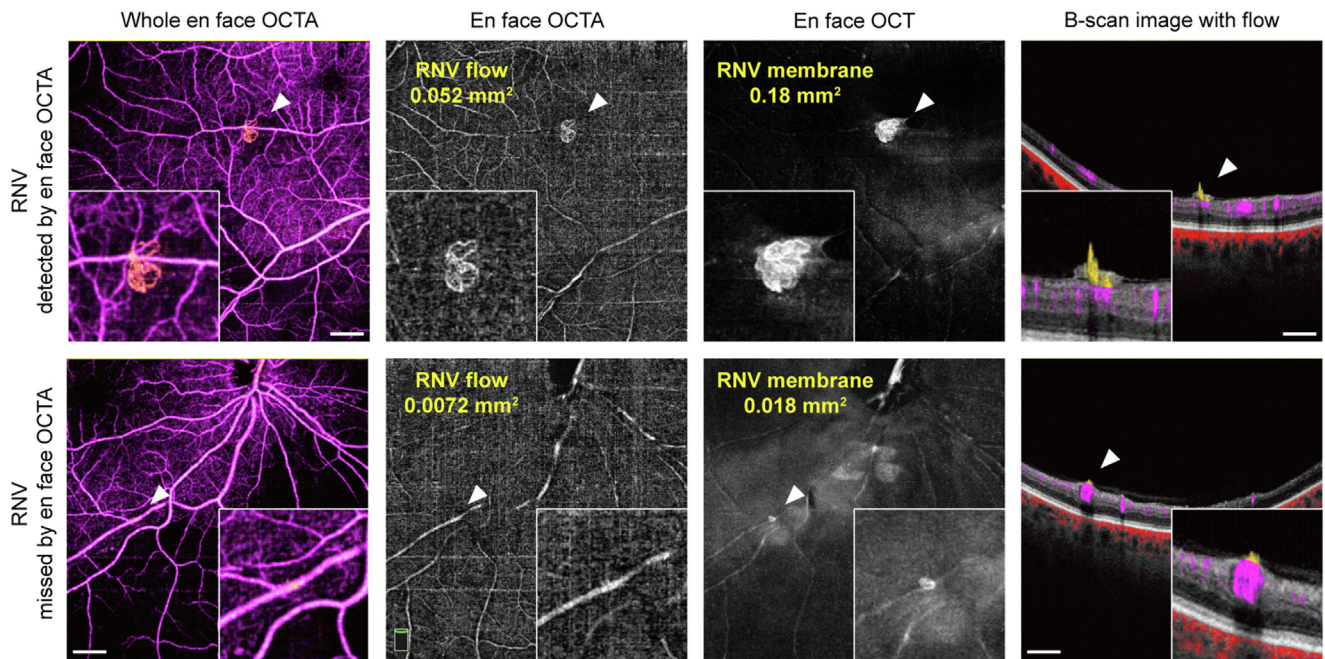 Whole en face OCTA
En face OCTA
En face OCT
B-scan image with flow
RNV
detected by en face OCTA
RNV flow
0.052 mm²
RNV membrane
0.18 mm²
RNV
missed by en face OCTA
RNV flow
0.0072 mm²
RNV membrane
0.018 mm²